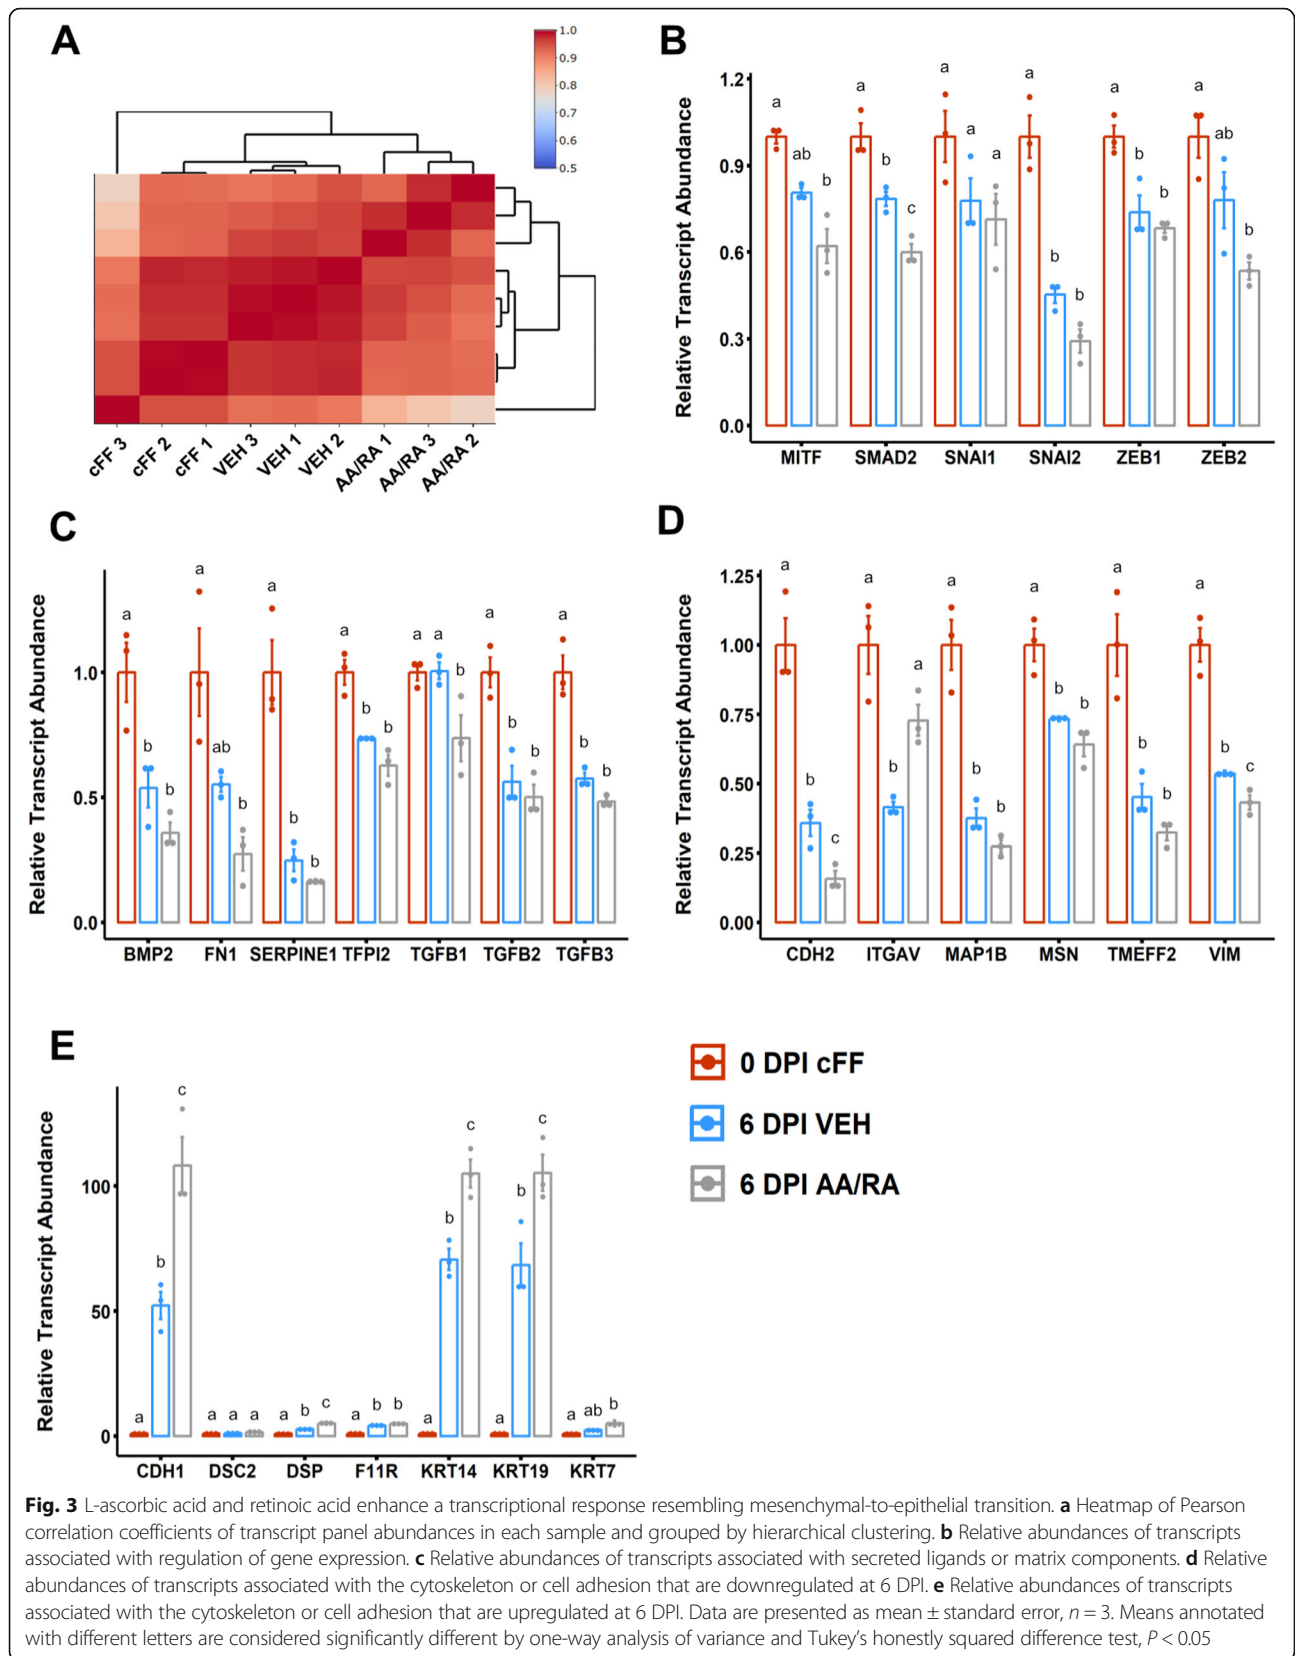 A
1.0
0.9
0.8
0.7
0.6
0.5
cFF 3
cFF 2
cFF 1
VEH 3
VEH 1
VEH 2
AA/RA 1
AA/RA 3
AA/RA 2
B
Relative Transcript Abundance
1.2
0.9
0.6
0.3
0.0
a ab b
a b c
a a a
a b b
a b b
a ab b
MITF SMAD2 SNAI1 SNAI2 ZEB1 ZEB2
C
Relative Transcript Abundance
1.0
0.5
0.0
a b b
a ab b
a b b
a b b
a a b
a b b
a b b
BMP2 FN1 SERPINE1 TFPI2 TGFB1 TGFB2 TGFB3
D
Relative Transcript Abundance
1.25
1.00
0.75
0.50
0.25
0.00
a b c
a b a
a b b
a b b
a b b
a b c
CDH2 ITGAV MAP1B MSN TMEFF2 VIM
E
Relative Transcript Abundance
100
50
0
a b c
a a a
a b c
a b b
a b c
a b c
a ab b
CDH1 DSC2 DSP F11R KRT14 KRT19 KRT7
0 DPI cFF
6 DPI VEH
6 DPI AA/RA
Fig. 3 L-ascorbic acid and retinoic acid enhance a transcriptional response resembling mesenchymal-to-epithelial transition. a Heatmap of Pearson
correlation coefficients of transcript panel abundances in each sample and grouped by hierarchical clustering. b Relative abundances of transcripts
associated with regulation of gene expression. c Relative abundances of transcripts associated with secreted ligands or matrix components. d Relative
abundances of transcripts associated with the cytoskeleton or cell adhesion that are downregulated at 6 DPI. e Relative abundances of transcripts
associated with the cytoskeleton or cell adhesion that are upregulated at 6 DPI. Data are presented as mean ± standard error, n = 3. Means annotated
with different letters are considered significantly different by one-way analysis of variance and Tukey's honestly squared difference test, P < 0.05